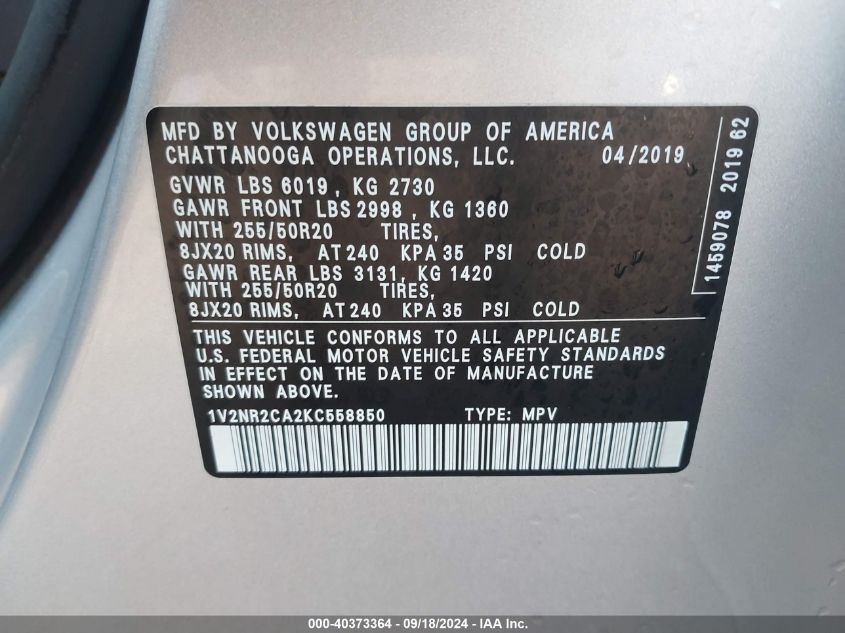 MFD BY VOLKSWAGEN GROUP OF AMERICA
CHATTANOOGA OPERATIONS, LLC. 04/2019
GVWR LBS 6019, KG 2730
GAWR FRONT LBS 2998, KG 1360
WITH 255/50R20 TIRES,
8JX20 RIMS, AT 240 KPA 35 PSI COLD
GAWR REAR LBS 3131, KG 1420
WITH 255/50R20 TIRES,
8JX20 RIMS, AT 240 KPA 35 PSI COLD
THIS VEHICLE CONFORMS TO ALL APPLICABLE
U.S. FEDERAL MOTOR VEHICLE SAFETY STANDARDS
IN EFFECT ON THE DATE OF MANUFACTURE
SHOWN ABOVE.
1V2NR2CA2KC558850 TYPE: MPV
1459078 2019 62
000-40373364 - 09/18/2024 - IAA Inc.